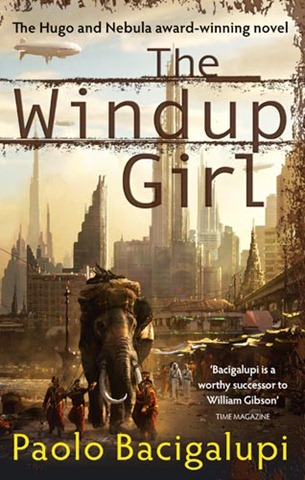 The Hugo and Nebula award-winning novel
The
Windup
Girl
'Bacigalupi is a
worthy successor to
William Gibson'
TIME MAGAZINE
Paolo Bacigalupi